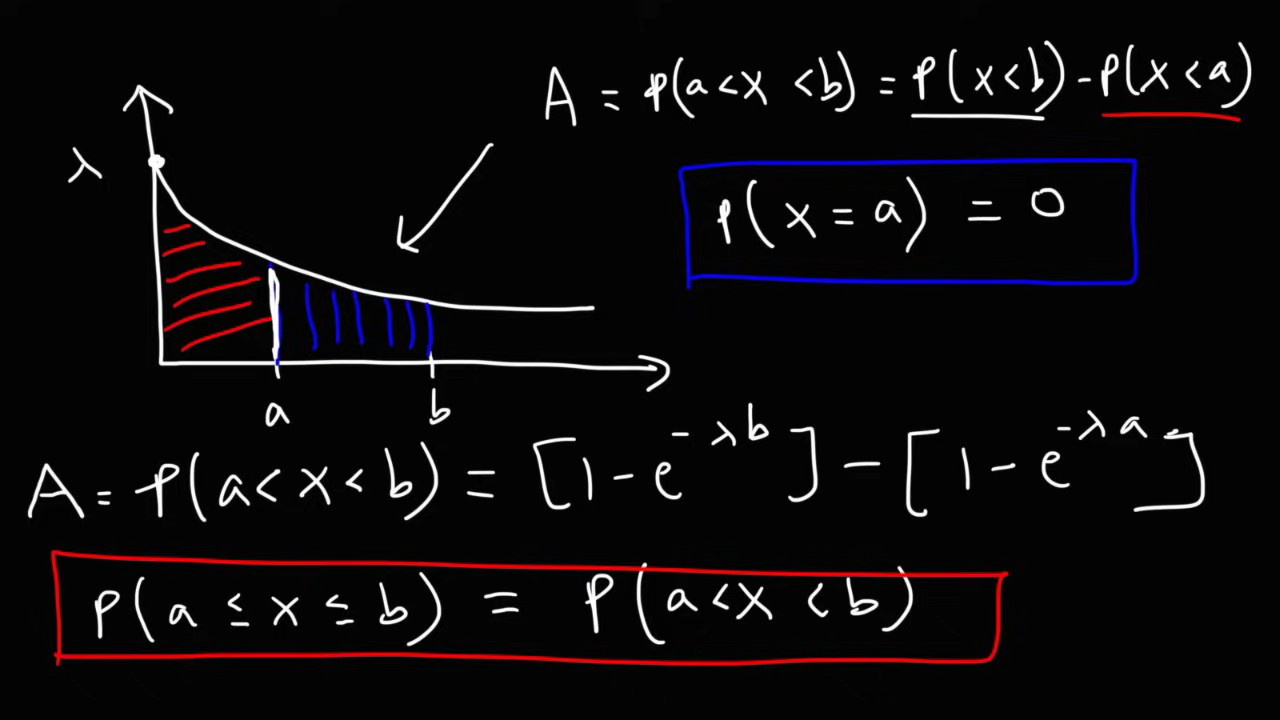 A = P(a < x < b) = P(x < b) - P(x < a)
λ
P(x = a) = 0
a b
A = P(a < x < b) = [1 - e^{-λb}] - [1 - e^{-λa}]
P(a ≤ x ≤ b) = P(a < x < b)